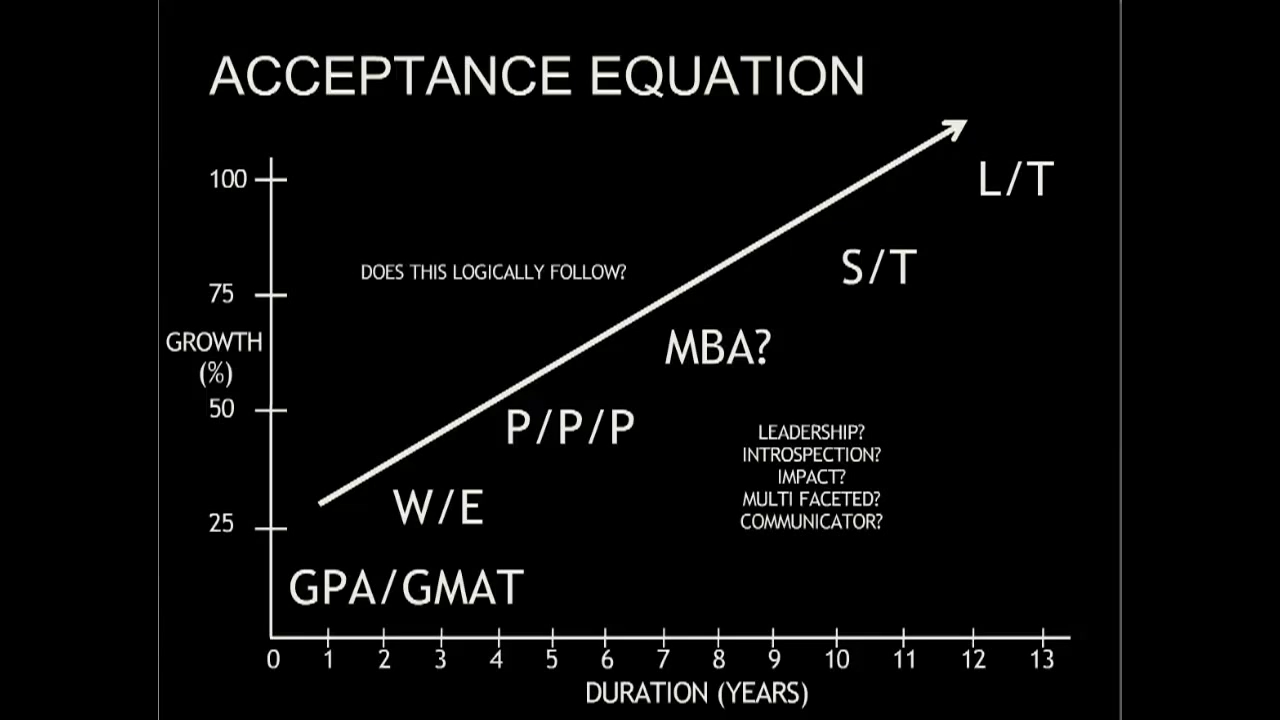 ACCEPTANCE EQUATION
100
L/T
S/T
DOES THIS LOGICALLY FOLLOW?
75
GROWTH
(%)
MBA?
50
P/P/P
LEADERSHIP?
INTROSPECTION?
IMPACT?
MULTI FACETED?
COMMUNICATOR?
W/E
25
GPA/GMAT
0 1 2 3 4 5 6 7 8 9 10 11 12 13
DURATION (YEARS)